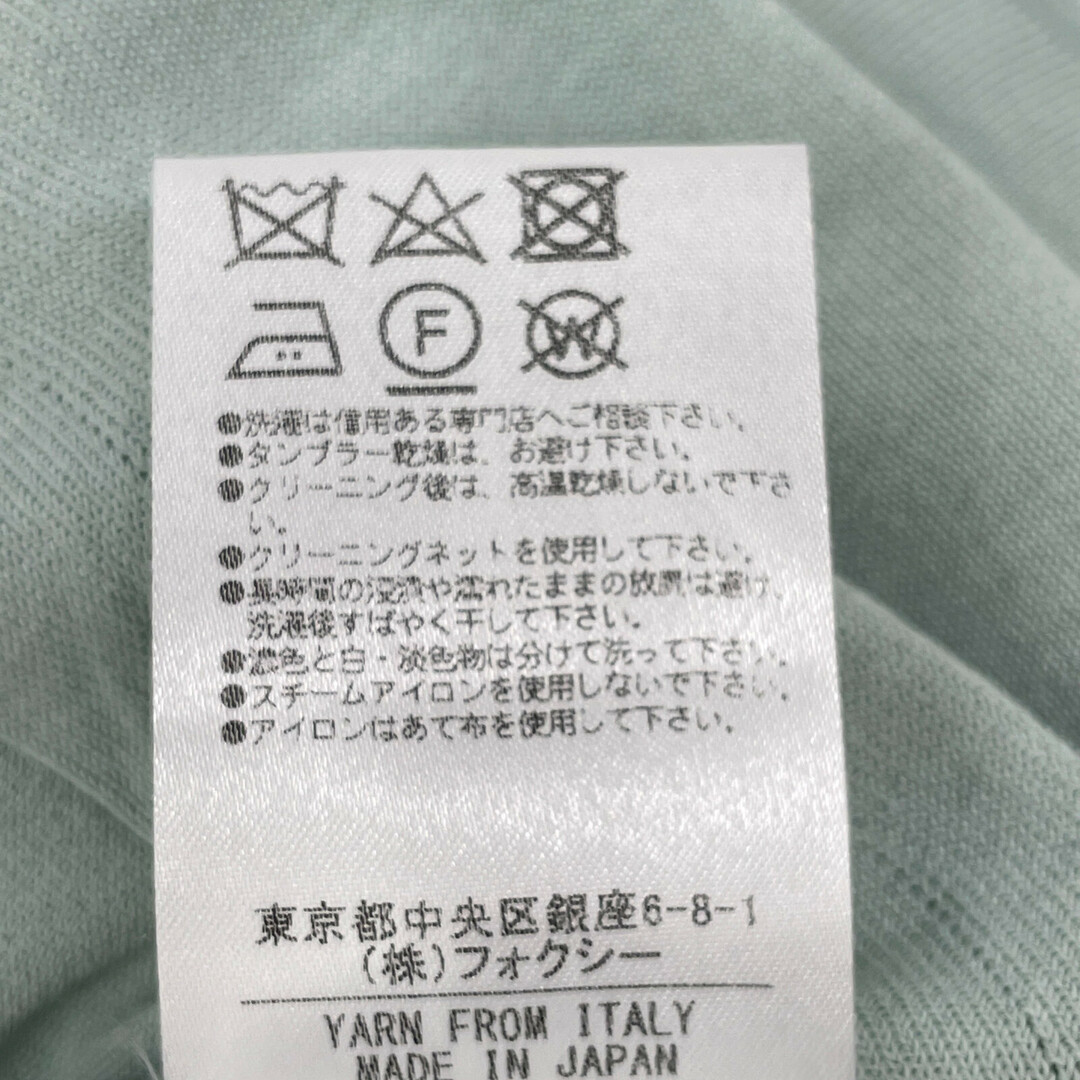 F
W
●洗濯は信用ある専門店へご相談下さい。
●タンブラー乾燥は、お避け下さい。
●クリーニング後は、高温乾燥しないで下さ
い。
●クリーニングネットを使用して下さい。
●長時間の浸漬や濡れたままの放置は避け、
洗濯後すばやく干して下さい。
●濃色と白・淡色物は分けて洗って下さい。
●スチームアイロンを使用しないで下さい。
●アイロンはあて布を使用して下さい。
東京都中央区銀座6-8-1
(株)フォクシー
YARN FROM ITALY
MADE IN JAPAN